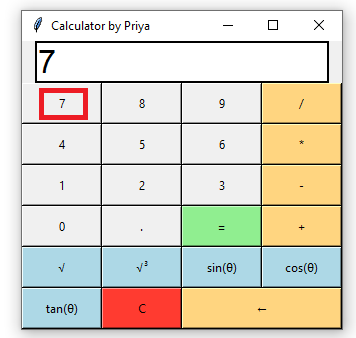 Calculator by Priya
7
7 8 9 /
4 5 6 *
1 2 3 -
0 . = +
√ √³ sin(θ) cos(θ)
tan(θ) C ←